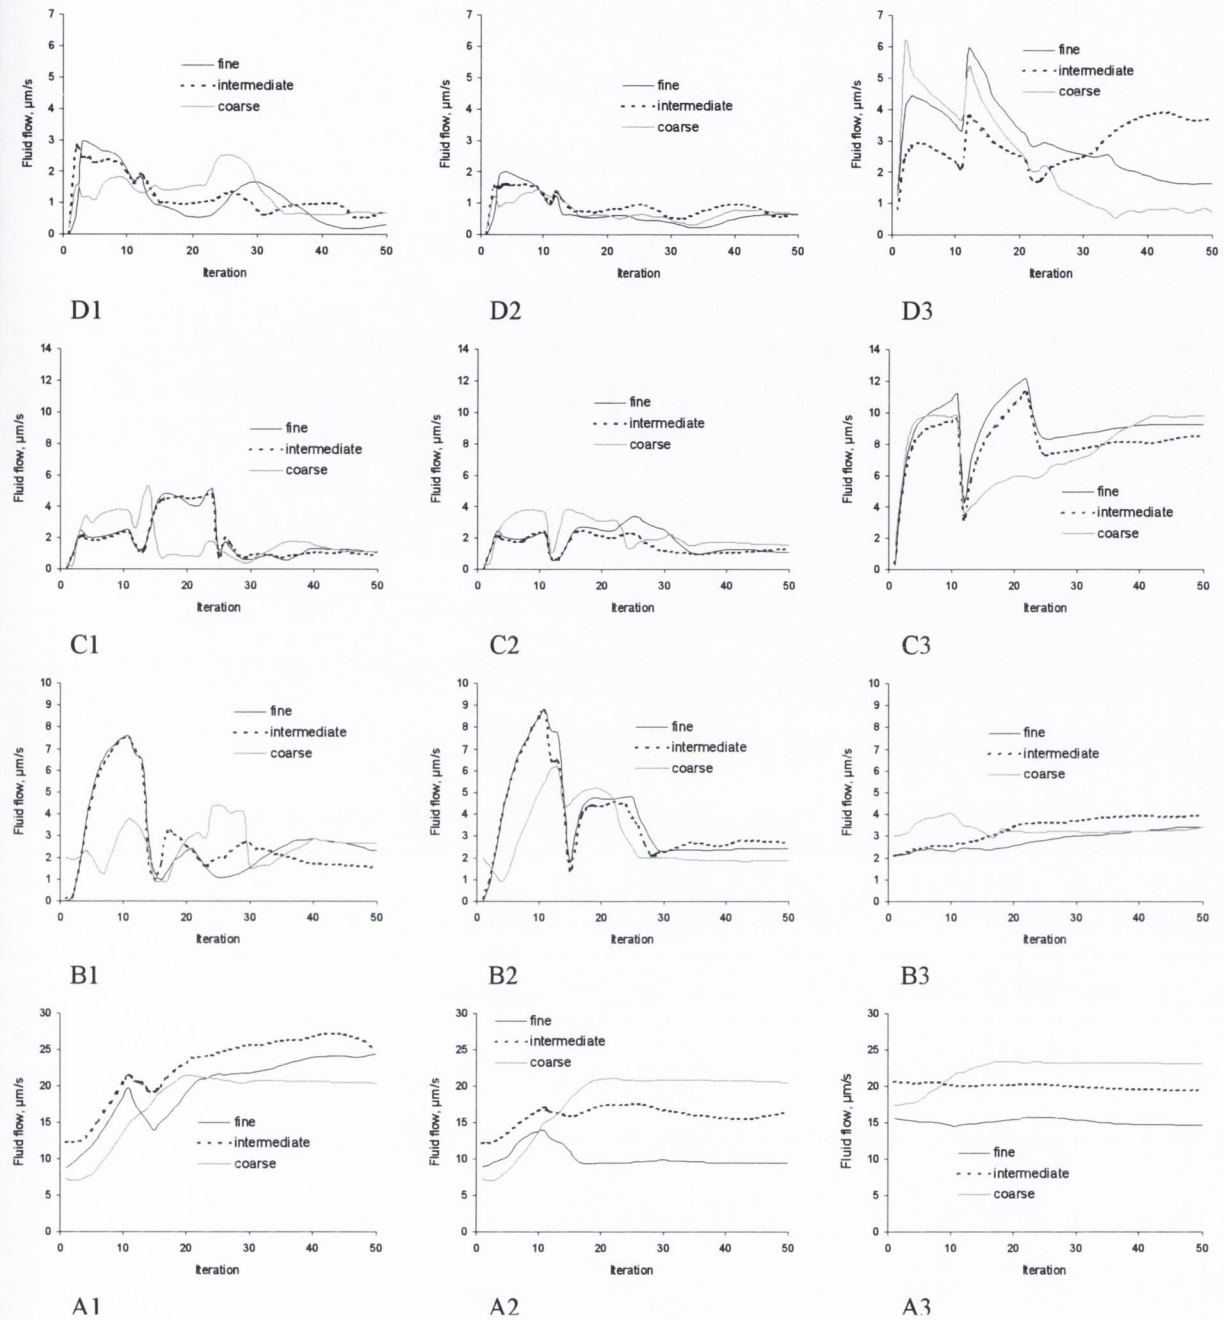 7
6
5
4
3
2
1
0
Fluid flow, µm/s
fine
intermediate
coarse
0 10 20 30 40 50
Iteration
D1
7
6
5
4
3
2
1
0
Fluid flow, µm/s
fine
intermediate
coarse
0 10 20 30 40 50
Iteration
D2
7
6
5
4
3
2
1
0
Fluid flow, µm/s
fine
intermediate
coarse
0 10 20 30 40 50
Iteration
D3
14
12
10
8
6
4
2
0
Fluid flow, µm/s
fine
intermediate
coarse
0 10 20 30 40 50
Iteration
C1
14
12
10
8
6
4
2
0
Fluid flow, µm/s
fine
intermediate
coarse
0 10 20 30 40 50
Iteration
C2
14
12
10
8
6
4
2
0
Fluid flow, µm/s
fine
intermediate
coarse
0 10 20 30 40 50
Iteration
C3
10
9
8
7
6
5
4
3
2
1
0
Fluid flow, µm/s
fine
intermediate
coarse
0 10 20 30 40 50
Iteration
B1
10
9
8
7
6
5
4
3
2
1
0
Fluid flow, µm/s
fine
intermediate
coarse
0 10 20 30 40 50
Iteration
B2
10
9
8
7
6
5
4
3
2
1
0
Fluid flow, µm/s
fine
intermediate
coarse
0 10 20 30 40 50
Iteration
B3
30
25
20
15
10
5
0
Fluid flow, µm/s
fine
intermediate
coarse
0 10 20 30 40 50
Iteration
A1
30
25
20
15
10
5
0
Fluid flow, µm/s
fine
intermediate
coarse
0 10 20 30 40 50
Iteration
A2
30
25
20
15
10
5
0
Fluid flow, µm/s
fine
intermediate
coarse
0 10 20 30 40 50
Iteration
A3